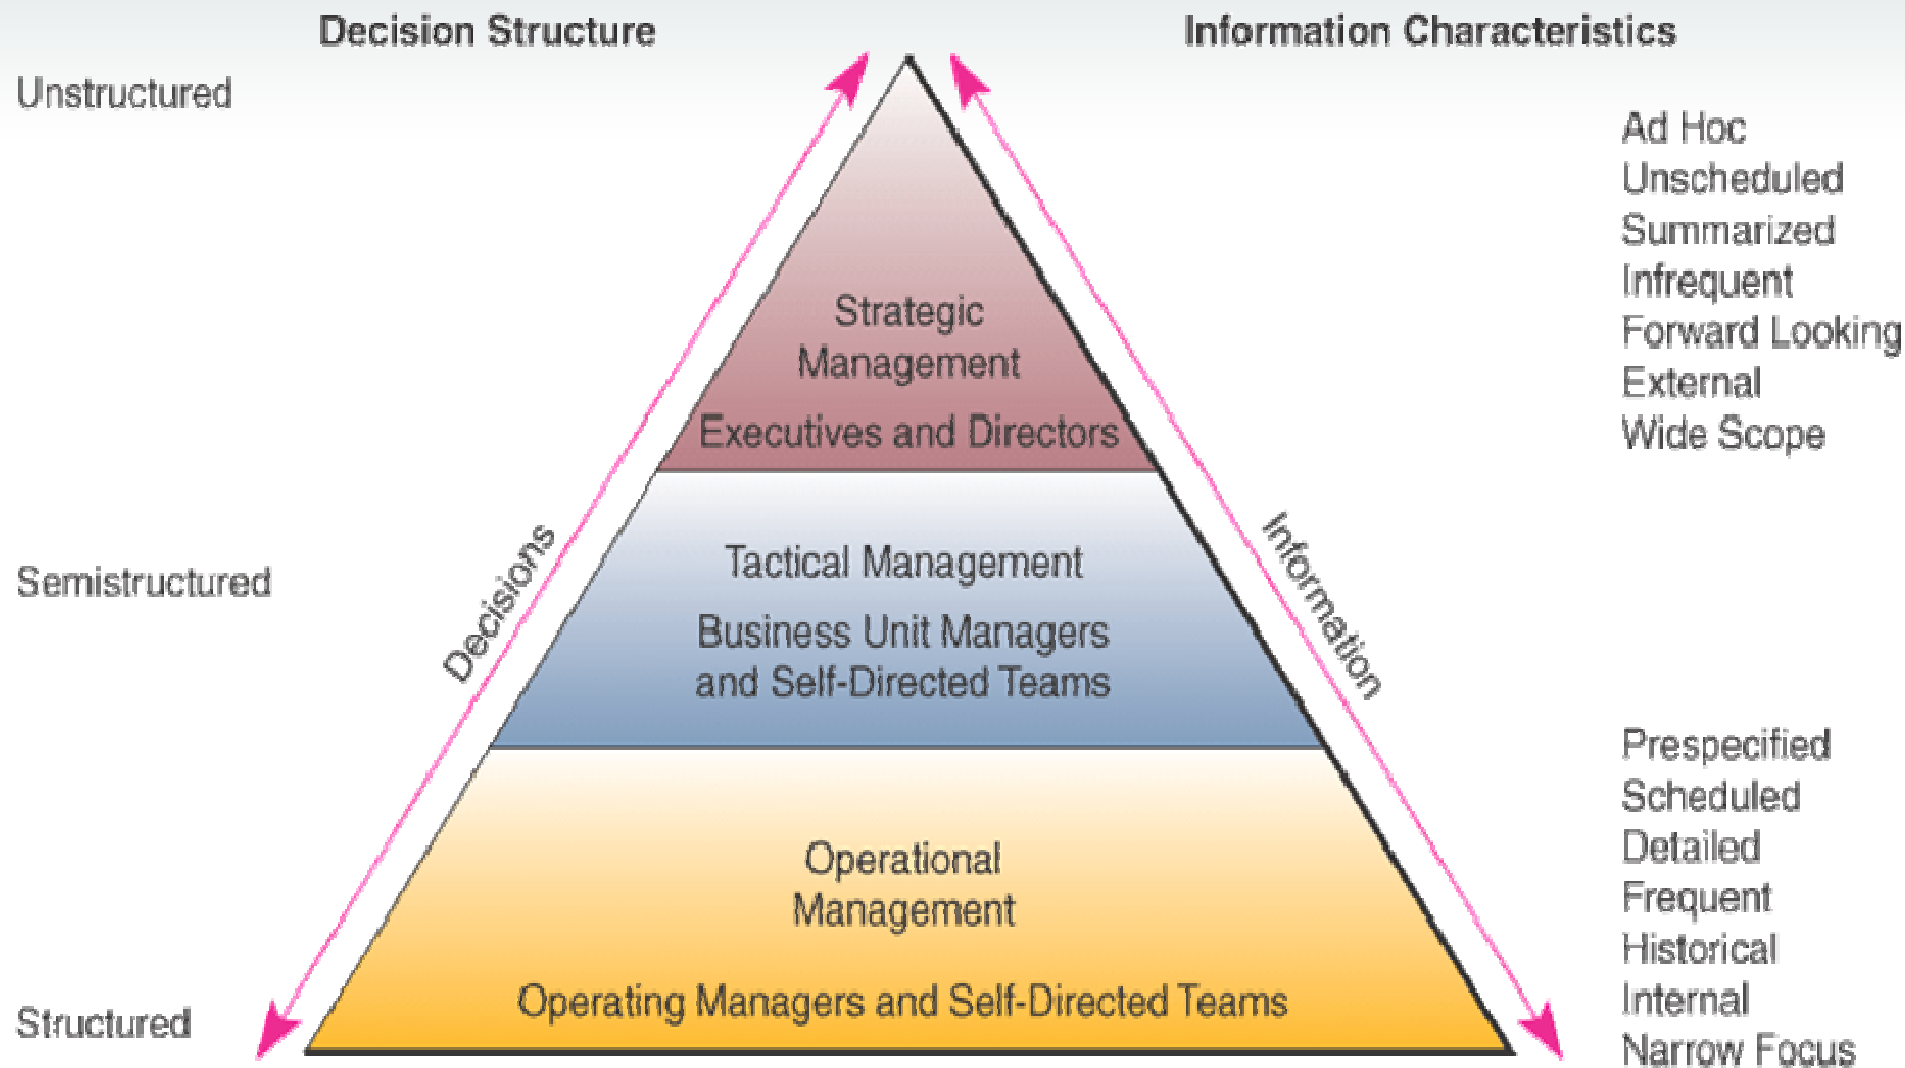 Decision Structure
Information Characteristics
Unstructured
Semistructured
Structured
Decisions
Strategic
Management
Executives and Directors
Tactical Management
Business Unit Managers
and Self-Directed Teams
Operational
Management
Operating Managers and Self-Directed Teams
Information
Ad Hoc
Unscheduled
Summarized
Infrequent
Forward Looking
External
Wide Scope
Prespecified
Scheduled
Detailed
Frequent
Historical
Internal
Narrow Focus